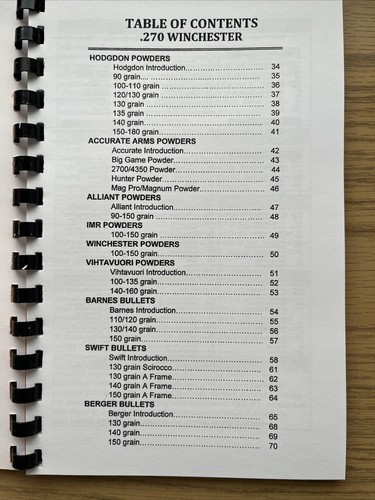 TABLE OF CONTENTS
.270 WINCHESTER
HODGDON POWDERS
Hodgdon Introduction.................................... 34
90 grain.... .................................... 35
100-110 grain .................................... 36
120/130 grain .................................... 37
130 grain .................................... 38
135 grain .................................... 39
140 grain .................................... 40
150-180 grain .................................... 41
ACCURATE ARMS POWDERS
Accurate Introduction.................................... 42
Big Game Powder.................................... 43
2700/4350 Powder .................................... 44
Hunter Powder.................................... 45
Mag Pro/Magnum Powder.................................... 46
ALLIANT POWDERS
Alliant Introduction.................................... 47
90-150 grain .................................... 48
IMR POWDERS
100-150 grain .................................... 49
WINCHESTER POWDERS
100-150 grain.................................... 50
VIHTAVUORI POWDERS
Vihtavuori Introduction.................................... 51
100-135 grain.................................... 52
140-160 grain.................................... 53
BARNES BULLETS
Barnes Introduction.................................... 54
110/120 grain.................................... 55
130/140 grain.................................... 56
150 grain.................................... 57
SWIFT BULLETS
Swift Introduction.................................... 58
130 grain Scirocco.................................... 61
130 grain A Frame.................................... 62
140 grain A Frame.................................... 63
150 grain A Frame.................................... 64
BERGER BULLETS
Berger Introduction.................................... 65
130 grain.................................... 68
140 grain.................................... 69
150 grain.................................... 70